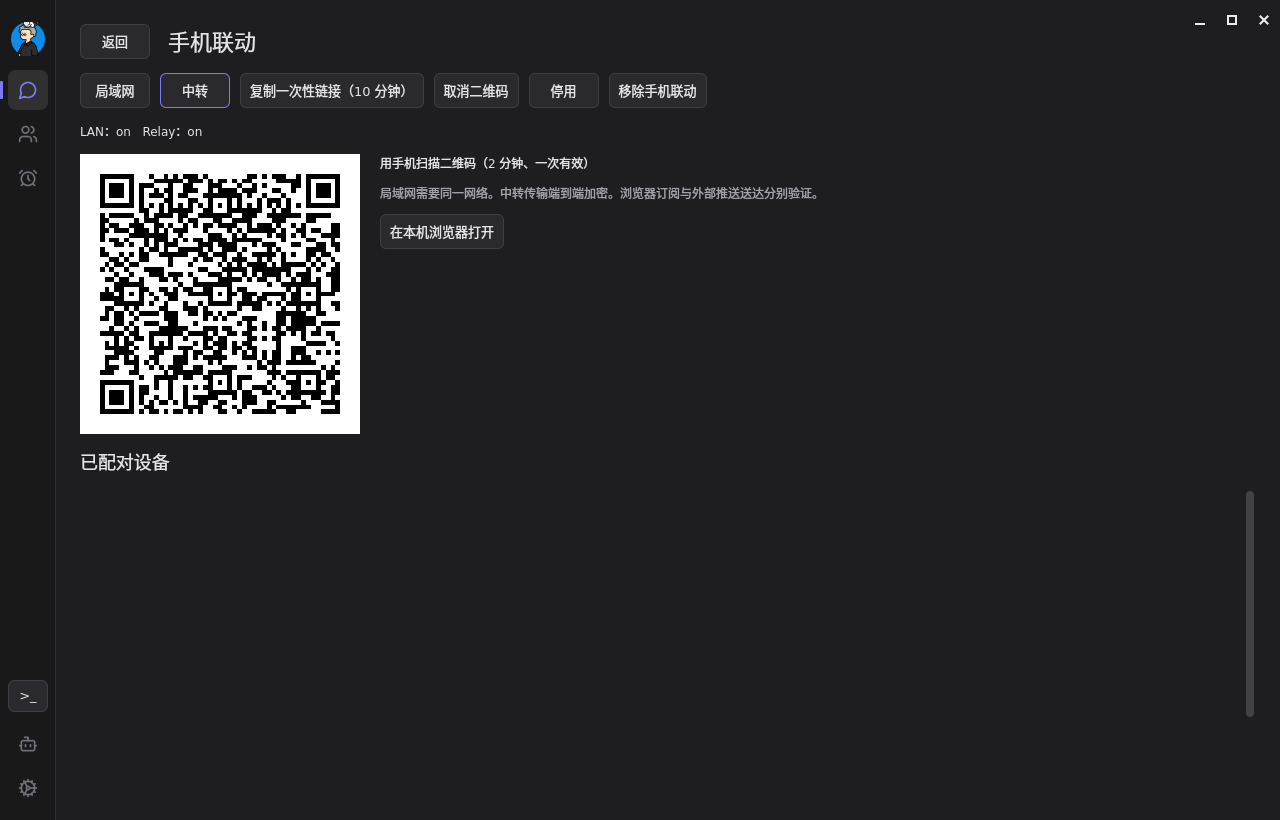 返回 手机联动
局域网 中转 复制一次性链接（10 分钟） 取消二维码 停用 移除手机联动
LAN：on Relay：on
用手机扫描二维码（2 分钟、一次有效）
局域网需要同一网络。中转传输端到端加密。浏览器订阅与外部推送送达分别验证。
在本机浏览器打开
已配对设备
>_